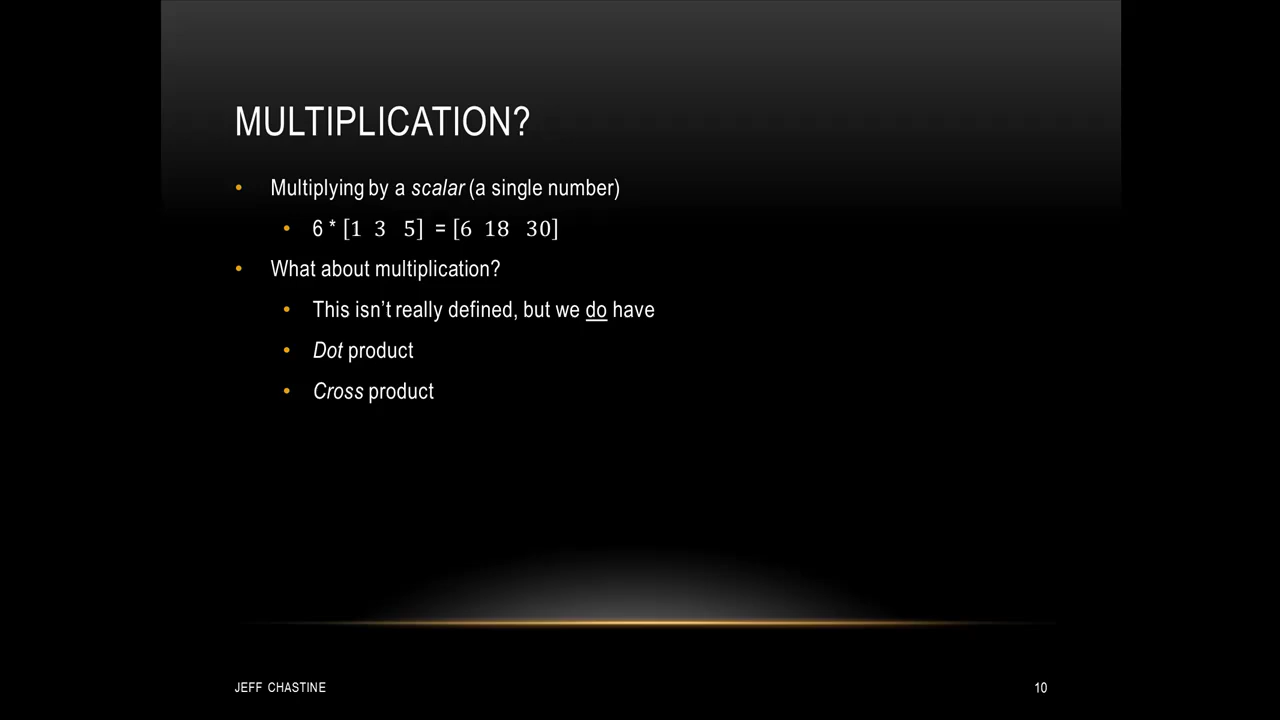 MULTIPLICATION?
• Multiplying by a scalar (a single number)
• 6 * [1 3 5] = [6 18 30]
• What about multiplication?
• This isn’t really defined, but we do have
• Dot product
• Cross product
JEFF CHASTINE
10